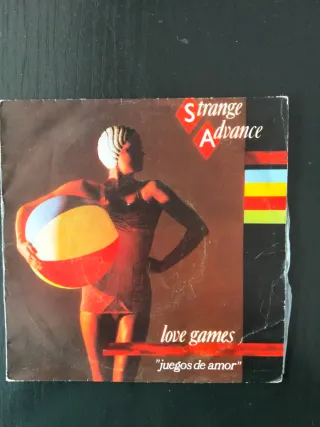 Strange
Advance
love games
"juegos de amor"